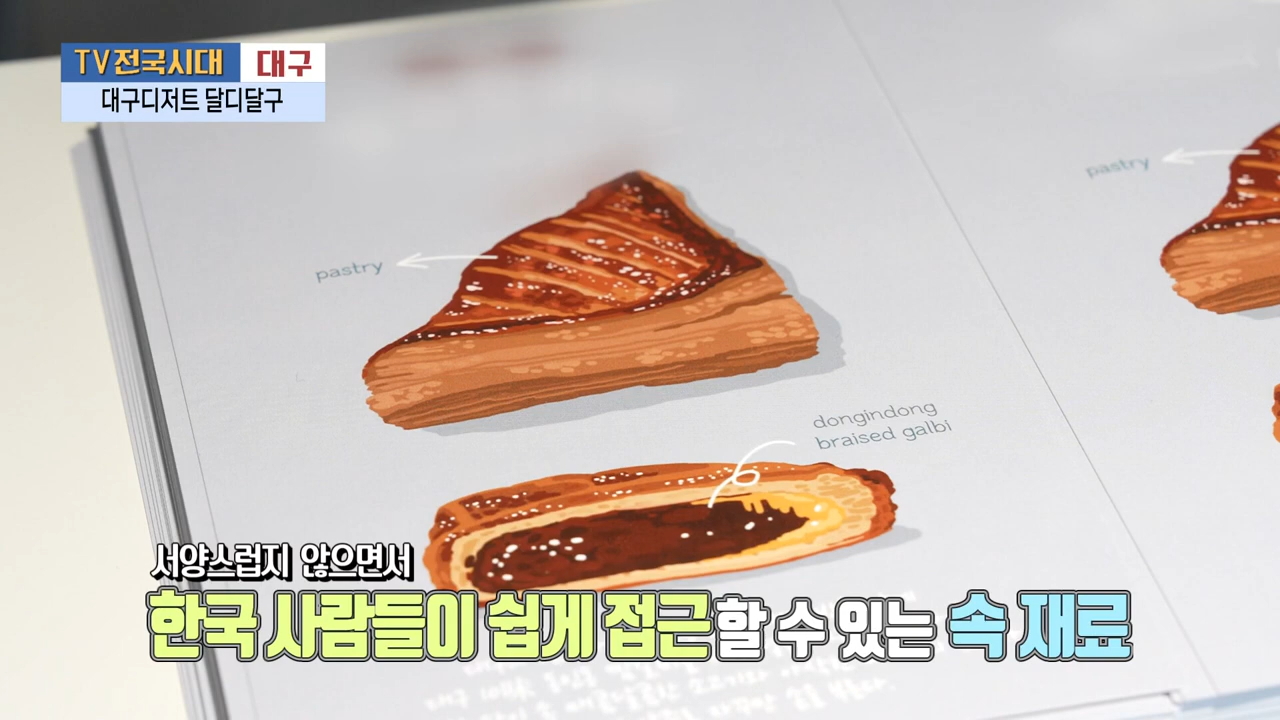 TV전국시대 대구
대구디저트 달디달구
pastry
pastry
dongindong
braised galbi
서양스럽지 않으면서
한국 사람들이 쉽게 접근할 수 있는 속 재료